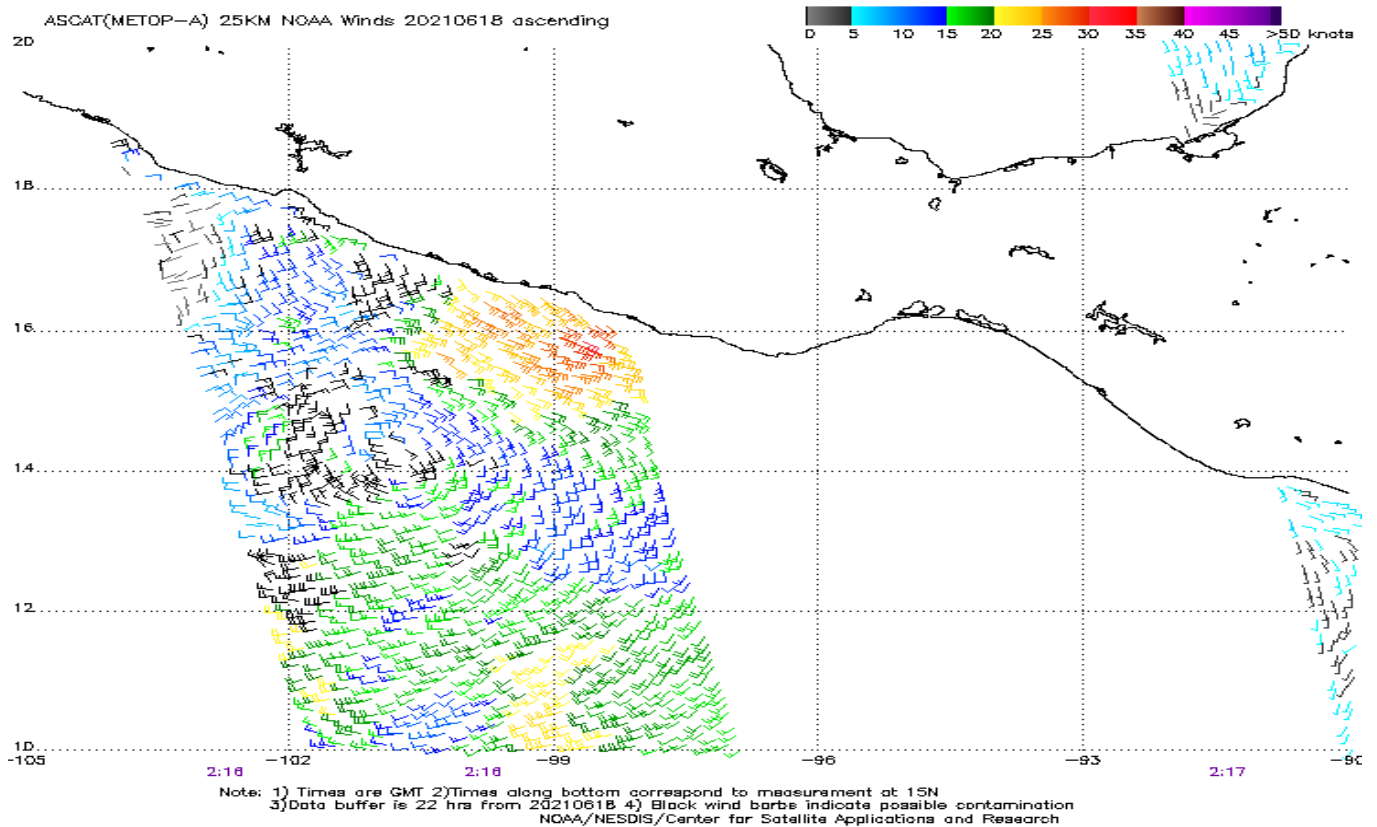 ASCAT(METOP-A) 25KM NOAA Winds 20210618 ascending
0 5 10 15 20 25 30 35 40 45 >50 knots
20
18
16
14
12
10
-105 -102 -99 -96 -93 -90
2:16 2:16 2:17
Note: 1) Times are GMT 2)Times along bottom correspond to measurement at 15N
3)Data buffer is 22 hrs from 20210618 4) Black wind barbs indicate possible contamination
NOAA/NESDIS/Center for Satellite Applications and Research